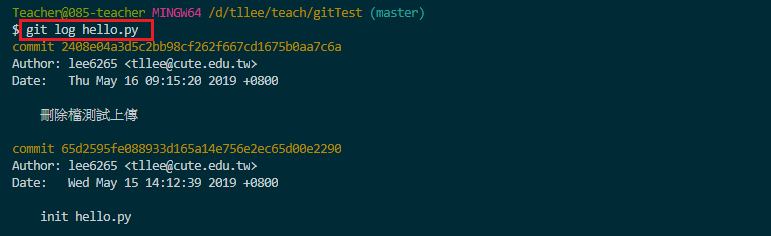 Teacher@085-teacher MINGW64 /d/tllee/teach/gitTest (master)
$ git log hello.py
commit 2408e04a3d5c2bb98cf262f667cd1675b0aa7c6a
Author: lee6265 <tllee@cute.edu.tw>
Date:   Thu May 16 09:15:20 2019 +0800
刪除檔測試上傳
commit 65d2595fe088933d165a14e756e2ec65d00e2290
Author: lee6265 <tllee@cute.edu.tw>
Date:   Wed May 15 14:12:39 2019 +0800
init hello.py